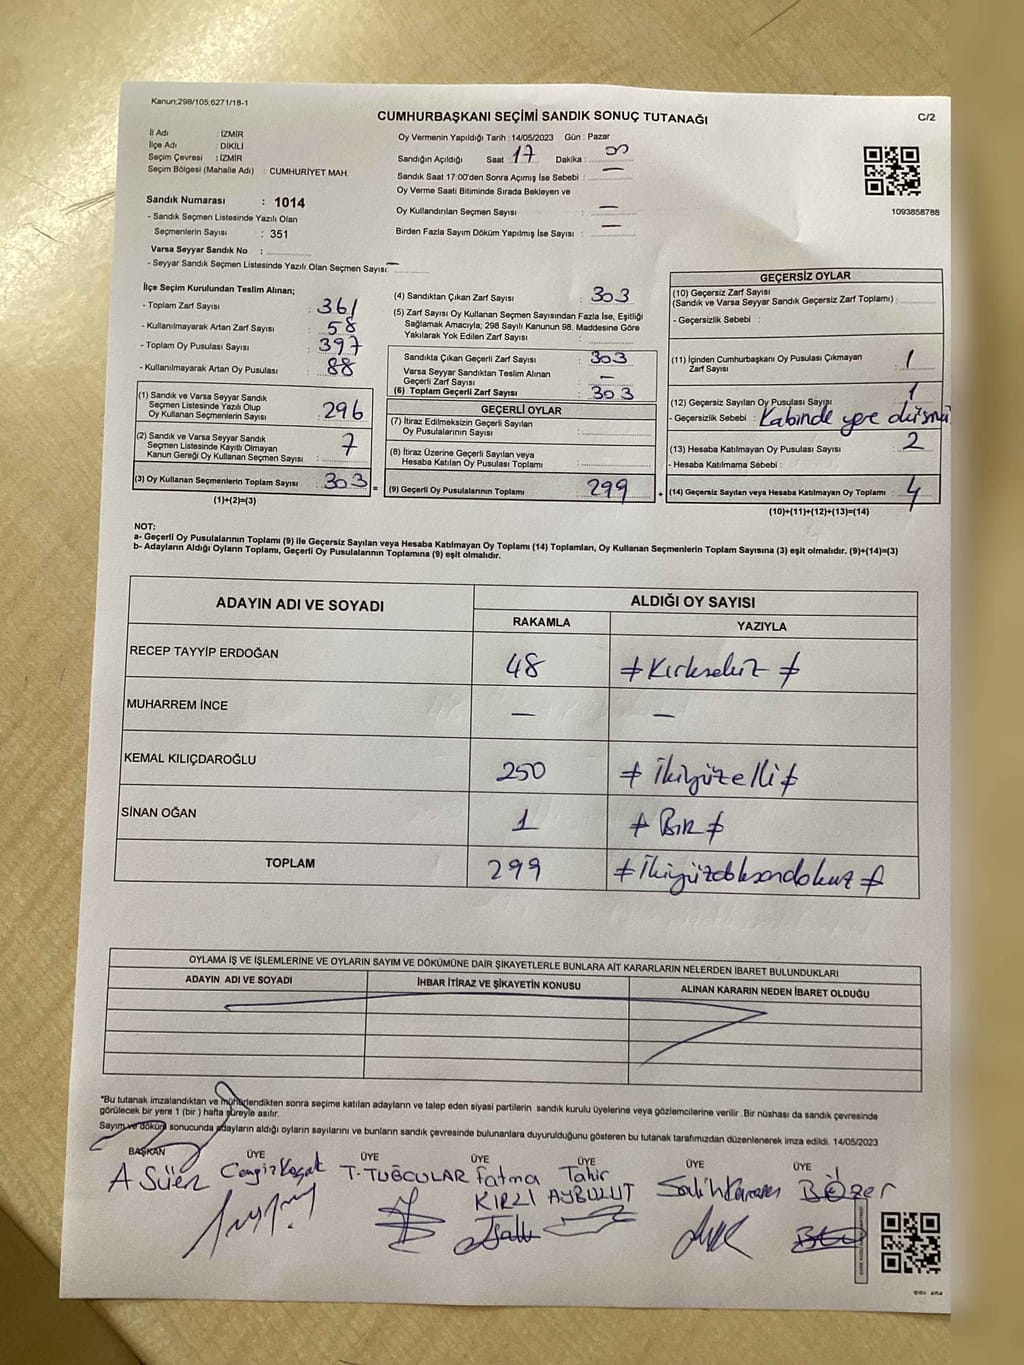 Kanun;298/105,6271/18-1
CUMHURBAŞKANI SEÇİMİ SANDIK SONUÇ TUTANAĞI
C/2
İl Adı : İZMİR
İlçe Adı : DİKİLİ
Seçim Çevresi : İZMİR
Seçim Bölgesi (Mahalle Adı) : CUMHURİYET MAH.
Oy Vermenin Yapıldığı Tarih : 14/05/2023 Gün : Pazar
Sandığın Açıldığı Saat : 17 Dakika :
Sandık Saat 17:00'den Sonra Açımış İse Sebebi : —
Oy Verme Saati Bitiminde Sırada Bekleyen ve
Oy Kullandırılan Seçmen Sayısı : —
Birden Fazla Sayım Döküm Yapılmış İse Sayısı : —
1093858788
Sandık Numarası : 1014
- Sandık Seçmen Listesinde Yazılı Olan
Seçmenlerin Sayısı : 351
Varsa Seyyar Sandık No :
- Seyyar Sandık Seçmen Listesinde Yazılı Olan Seçmen Sayısı: —
İlçe Seçim Kurulundan Teslim Alınan;
- Toplam Zarf Sayısı : 361
- Kullanılmayarak Artan Zarf Sayısı : 58
- Toplam Oy Pusulası Sayısı : 397
- Kullanılmayarak Artan Oy Pusulası : 88
(1) Sandık ve Varsa Seyyar Sandık
Seçmen Listesinde Yazılı Olup
Oy Kullanan Seçmenlerin Sayısı : 296
(2) Sandık ve Varsa Seyyar Sandık
Seçmen Listesinde Kayıtlı Olmayan
Kanun Gereği Oy Kullanan Seçmen Sayısı : 7
(3) Oy Kullanan Seçmenlerin Toplam Sayısı : 303 =
(1)+(2)=(3)
(4) Sandıktan Çıkan Zarf Sayısı : 303
(5) Zarf Sayısı Oy Kullanan Seçmen Sayısından Fazla İse, Eşitliği
Sağlamak Amacıyla; 298 Sayılı Kanunun 98. Maddesine Göre
Yakılarak Yok Edilen Zarf Sayısı :
Sandıkta Çıkan Geçerli Zarf Sayısı : 303
Varsa Seyyar Sandıktan Teslim Alınan
Geçerli Zarf Sayısı : —
(6) Toplam Geçerli Zarf Sayısı : 303
GEÇERLİ OYLAR
(7) İtiraz Edilmeksizin Geçerli Sayılan
Oy Pusulalarının Sayısı :
(8) İtiraz Üzerine Geçerli Sayılan veya
Hesaba Katılan Oy Pusulası Toplamı :
(9) Geçerli Oy Pusulalarının Toplamı : 299 +
GEÇERSİZ OYLAR
(10) Geçersiz Zarf Sayısı
(Sandık ve Varsa Seyyar Sandık Geçersiz Zarf Toplamı) :
- Geçersizlik Sebebi :
(11) İçinden Cumhurbaşkanı Oy Pusulası Çıkmayan
Zarf Sayısı : 1
(12) Geçersiz Sayılan Oy Pusulası Sayısı 1
- Geçersizlik Sebebi : Kabinde yere düşmü
(13) Hesaba Katılmayan Oy Pusulası Sayısı : 2
- Hesaba Katılmama Sebebi :
(14) Geçersiz Sayılan veya Hesaba Katılmayan Oy Toplamı : 4
(10)+(11)+(12)+(13)=(14)
NOT:
a- Geçerli Oy Pusulalarının Toplamı (9) ile Geçersiz Sayılan veya Hesaba Katılmayan Oy Toplamı (14) Toplamları, Oy Kullanan Seçmenlerin Toplam Sayısına (3) eşit olmalıdır. (9)+(14)=(3)
b- Adayların Aldığı Oyların Toplamı, Geçerli Oy Pusulalarının Toplamına (9) eşit olmalıdır.
ADAYIN ADI VE SOYADI ALDIĞI OY SAYISI
RAKAMLA YAZIYLA
RECEP TAYYİP ERDOĞAN 48 Kırksekiz
MUHARREM İNCE — —
KEMAL KILIÇDAROĞLU 250 İkiyüzelli
SİNAN OĞAN 1 BİR
TOPLAM 299 İkiyüzdoksandokuz
OYLAMA İŞ VE İŞLEMLERİNE VE OYLARIN SAYIM VE DÖKÜMÜNE DAİR ŞİKAYETLERLE BUNLARA AİT KARARLARIN NELERDEN İBARET BULUNDUKLARI
ADAYIN ADI VE SOYADI İHBAR İTİRAZ VE ŞİKAYETİN KONUSU ALINAN KARARIN NEDEN İBARET OLDUĞU
*Bu tutanak imzalandıktan ve mühürlendikten sonra seçime katılan adayların ve talep eden siyasi partilerin sandık kurulu üyelerine veya gözlemcilerine verilir .Bir nüshası da sandık çevresinde
görülecek bir yere 1 (bir ) hafta süreyle asılır.
Sayım ve döküm sonucunda adayların aldığı oyların sayılarını ve bunların sandık çevresinde bulunanlara duyurulduğunu gösteren bu tutanak tarafımızdan düzenlenerek imza edildi. 14/05/2023
BAŞKAN ÜYE ÜYE ÜYE ÜYE ÜYE ÜYE
A Süer Cengiz Koçak T.TUĞCULAR Fatma KIRLI Tahir AYBULUT Salih Karaman B.Özer